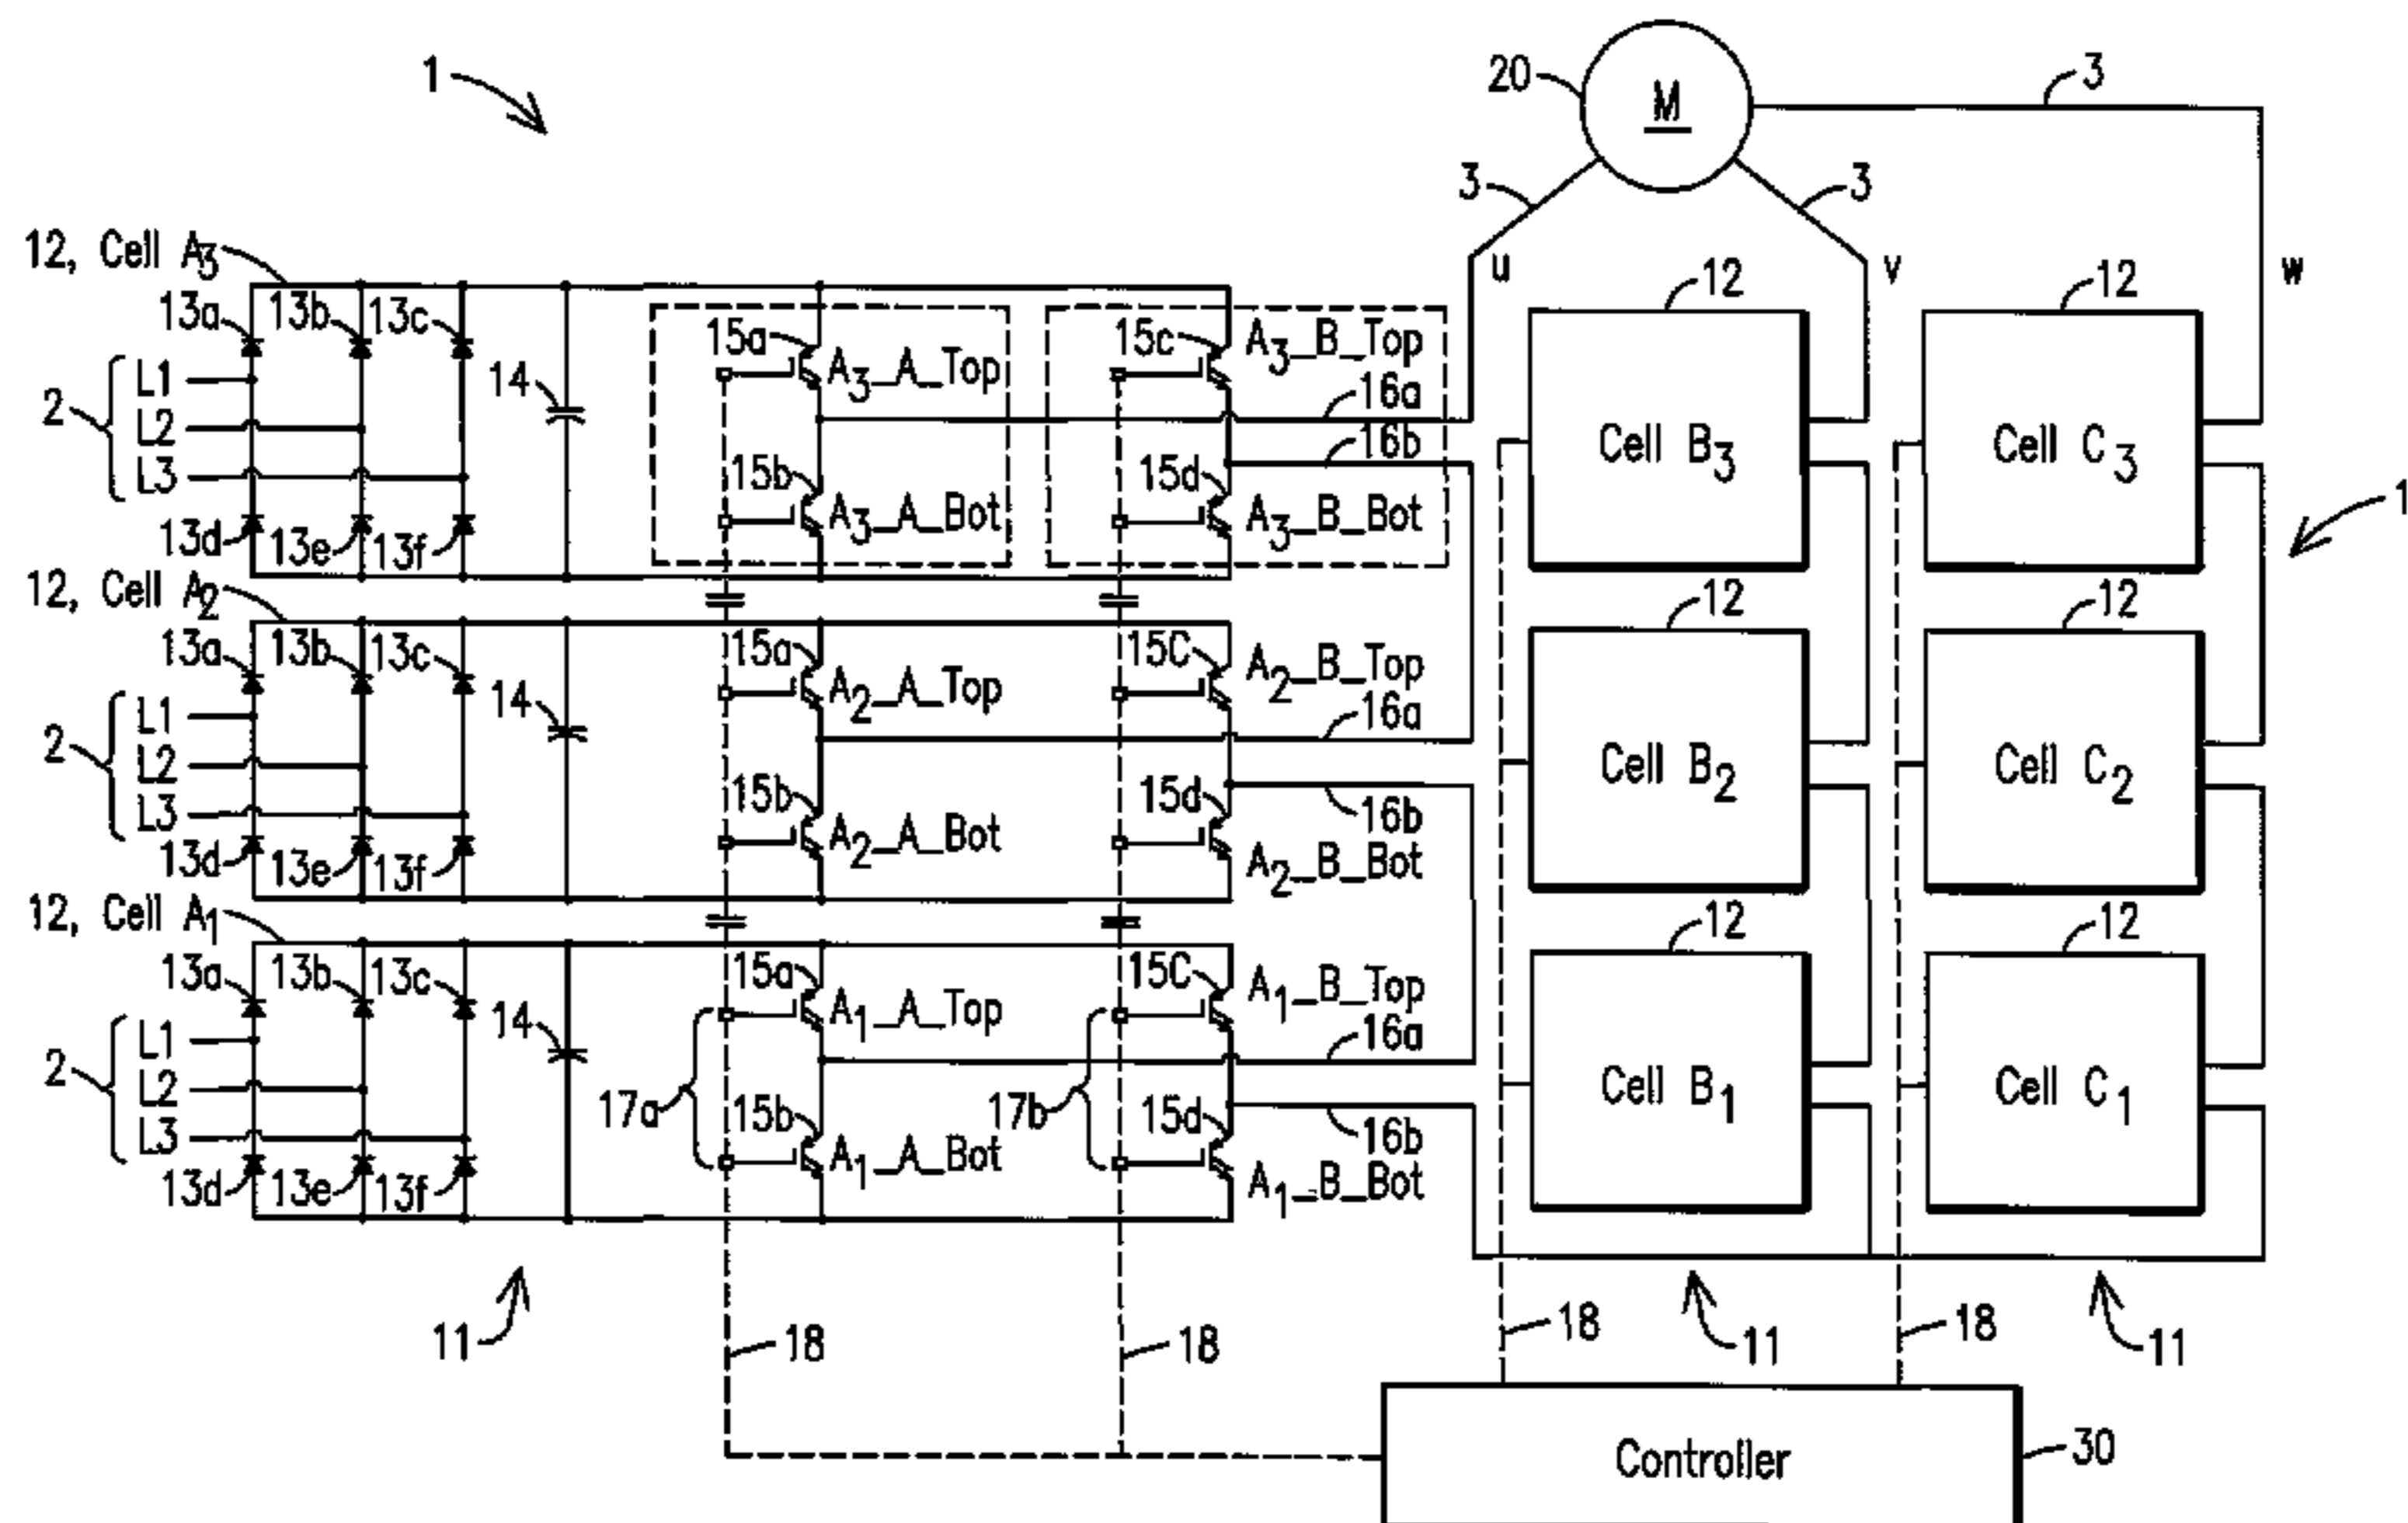 1
20
M
3
3
3
u
v
w
12, Cell A3
13a
13b
13c
2
L1
L2
L3
13d
13e
13f
14
15a
A3_A_Top
15b
A3_A_Bot
15c
A3_B_Top
16a
16b
15d
A3_B_Bot
12
Cell B3
12
Cell C3
1
12, Cell A2
13a
13b
13c
2
L1
L2
L3
13d
13e
13f
14
15a
A2_A_Top
15b
A2_A_Bot
15C
A2_B_Top
16a
15d
16b
A2_B_Bot
12
Cell B2
12
Cell C2
12, Cell A1
13a
13b
13c
2
L1
L2
L3
13d
13e
13f
14
15a
A1_A_Top
17a
15b
A1_A_Bot
15C
A1_B_Top
16a
17b
15d
16b
A1_B_Bot
12
Cell B1
12
Cell C1
11
18
18
18
11
18
11
Controller
30